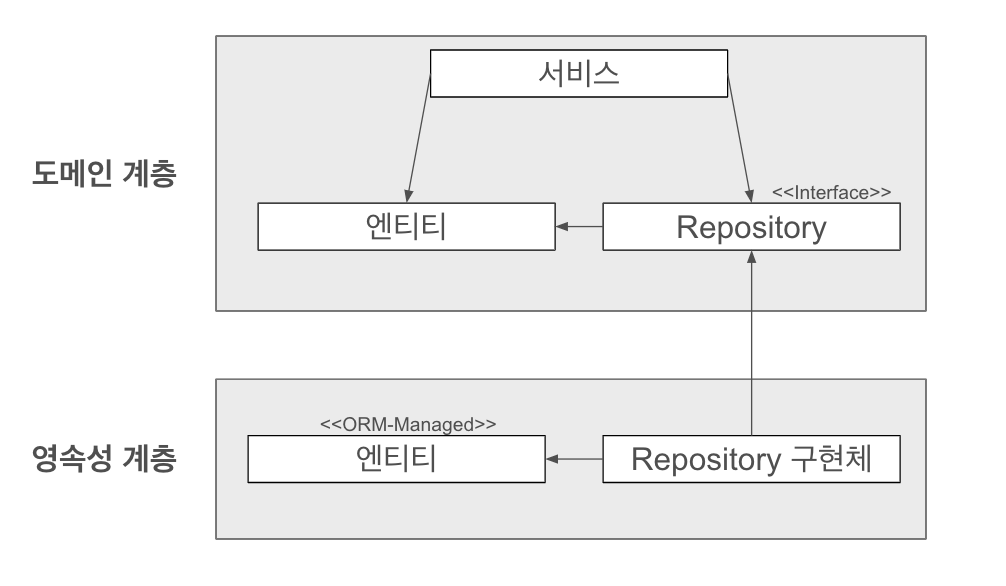 서비스
도메인 계층
<<Interface>>
엔티티
Repository
<<ORM-Managed>>
영속성 계층
엔티티
Repository 구현체